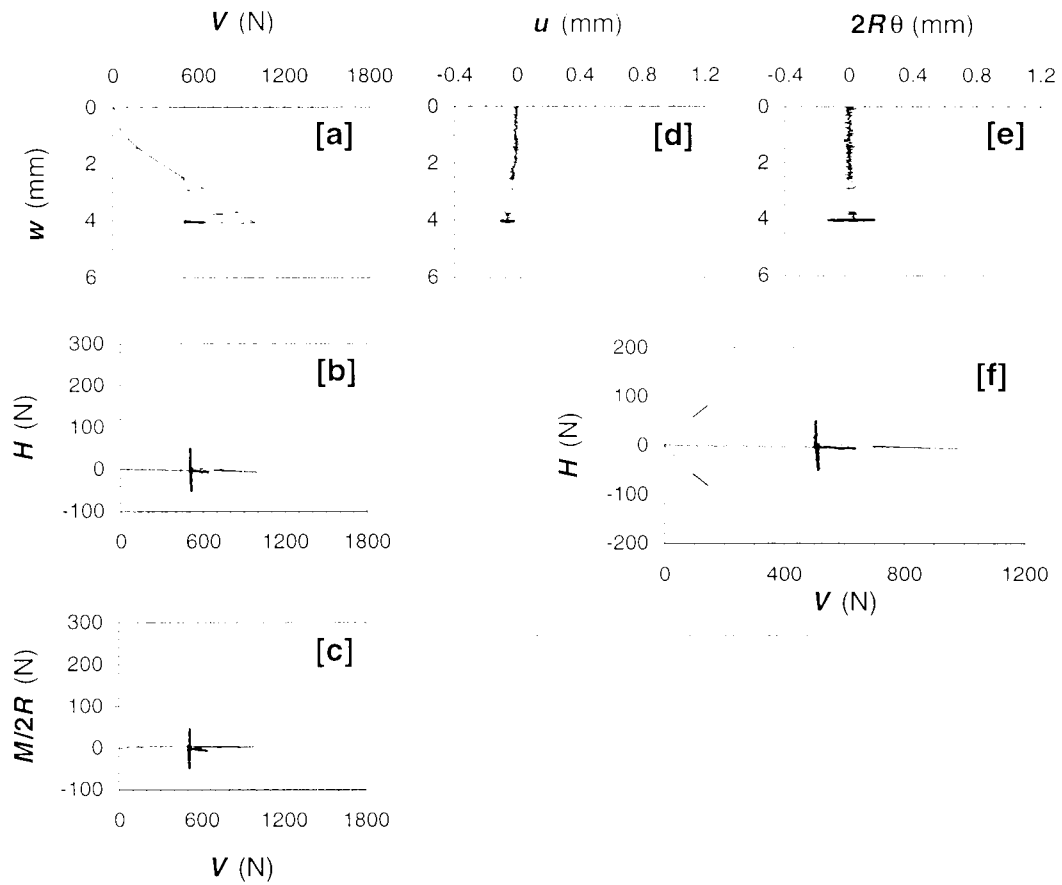 V (N)
u (mm)
2Rθ (mm)
0 600 1200 1800
-0.4 0 0.4 0.8 1.2
-0.4 0 0.4 0.8 1.2
w (mm)
0
2
4
6
[a]
0
2
4
6
[d]
0
2
4
6
[e]
H (N)
300
200
100
0
-100
[b]
0 600 1200 1800
H (N)
200
100
0
-100
-200
[f]
0 400 800 1200
V (N)
M/2R (N)
300
200
100
0
-100
[c]
0 600 1200 1800
V (N)